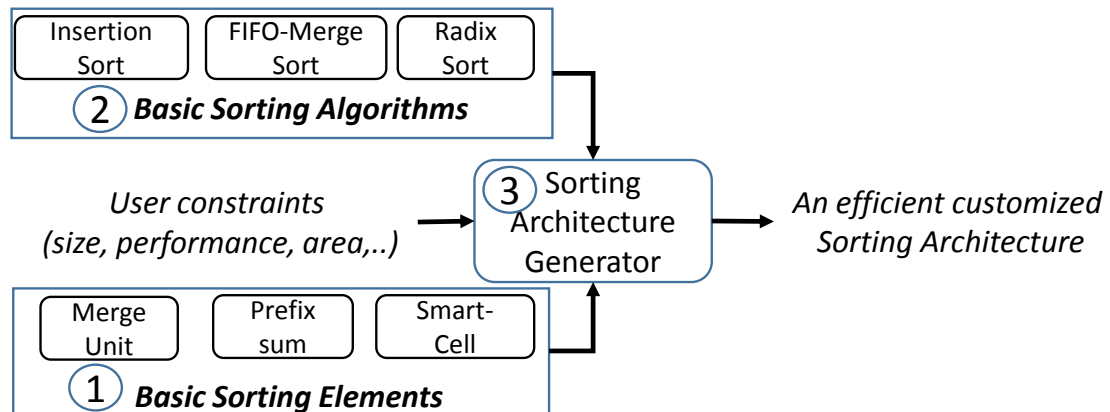 Insertion
Sort
FIFO-Merge
Sort
Radix
Sort
2 Basic Sorting Algorithms
User constraints
(size, performance, area,..)
3 Sorting
Architecture
Generator
An efficient customized
Sorting Architecture
Merge
Unit
Prefix
sum
Smart-
Cell
1 Basic Sorting Elements